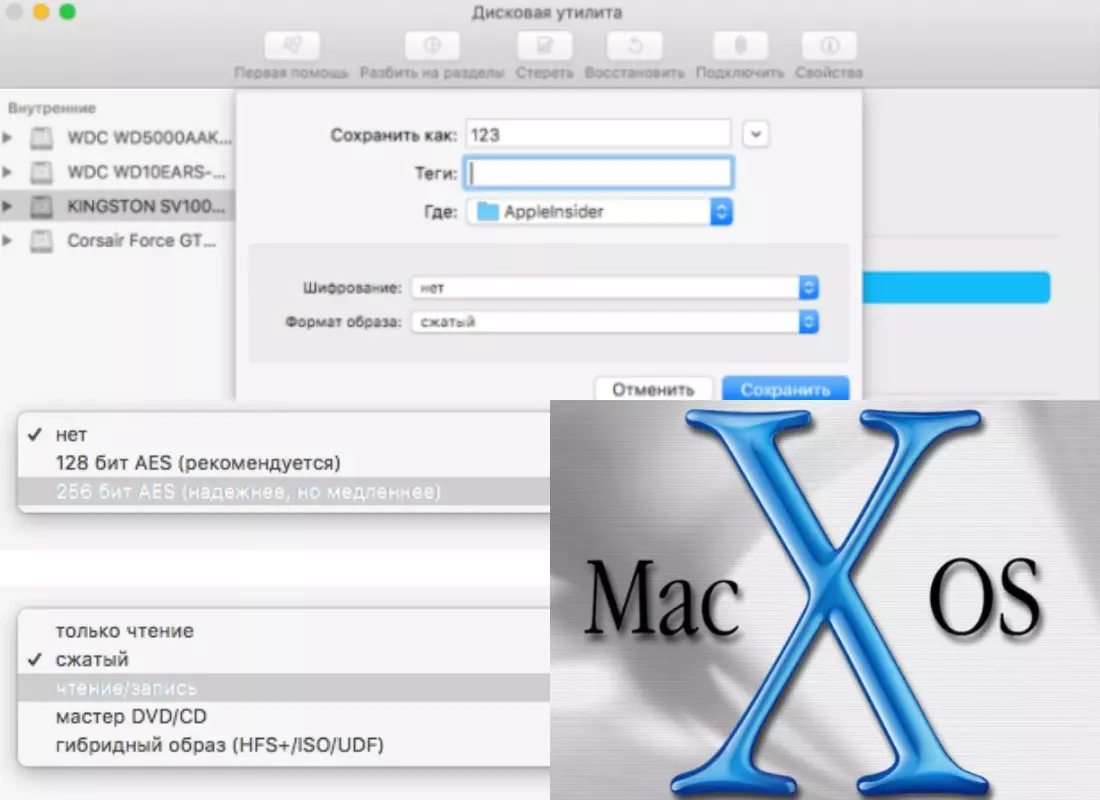 Дисковая утилита
Первая помощь Разбить на разделы Стереть Восстановить Подключить Свойства
Внутренние
WDC WD5000AAK...
WDC WD10EARS-...
KINGSTON SV100...
Corsair Force GT...
Сохранить как: 123
Теги:
Где: AppleInsider
Шифрование: нет
Формат образа: сжатый
Отменить Сохранить
✓ нет
128 бит AES (рекомендуется)
256 бит AES (надежнее, но медленнее)
только чтение
✓ сжатый
чтение/запись
мастер DVD/CD
гибридный образ (HFS+/ISO/UDF)
Mac X OS